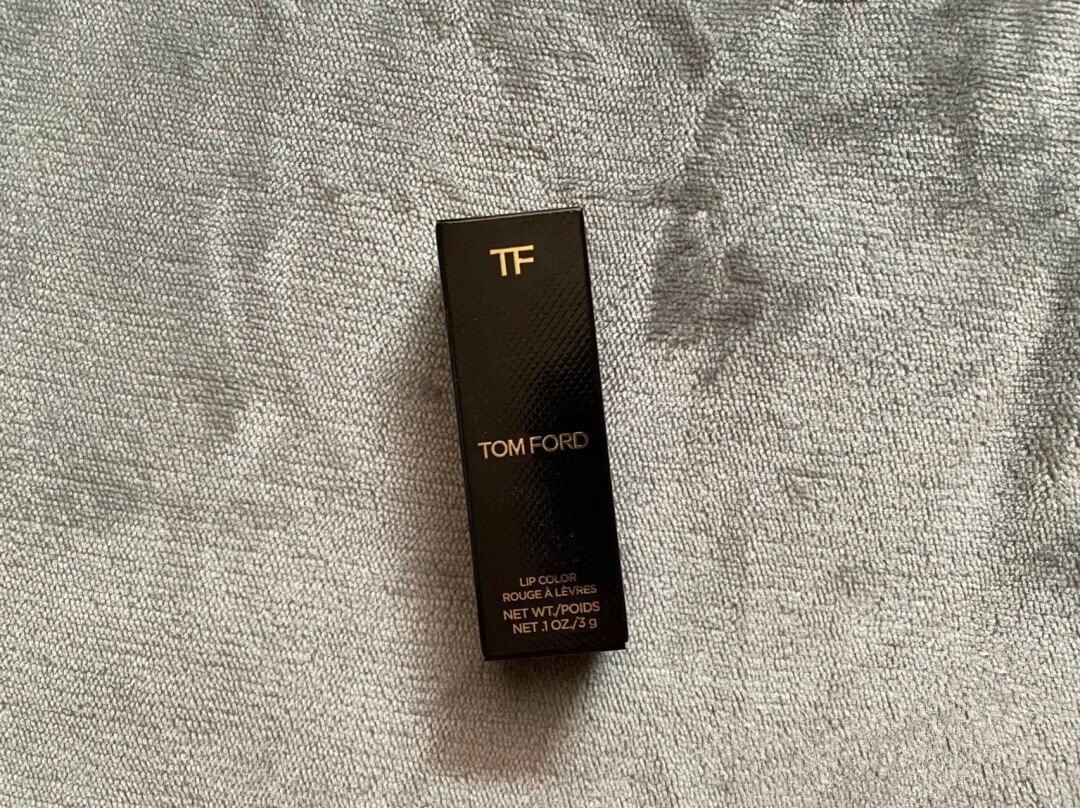 TF
TOM FORD
LIP COLOR
ROUGE À LÈVRES
NET WT./POIDS
NET .1 OZ./3 g